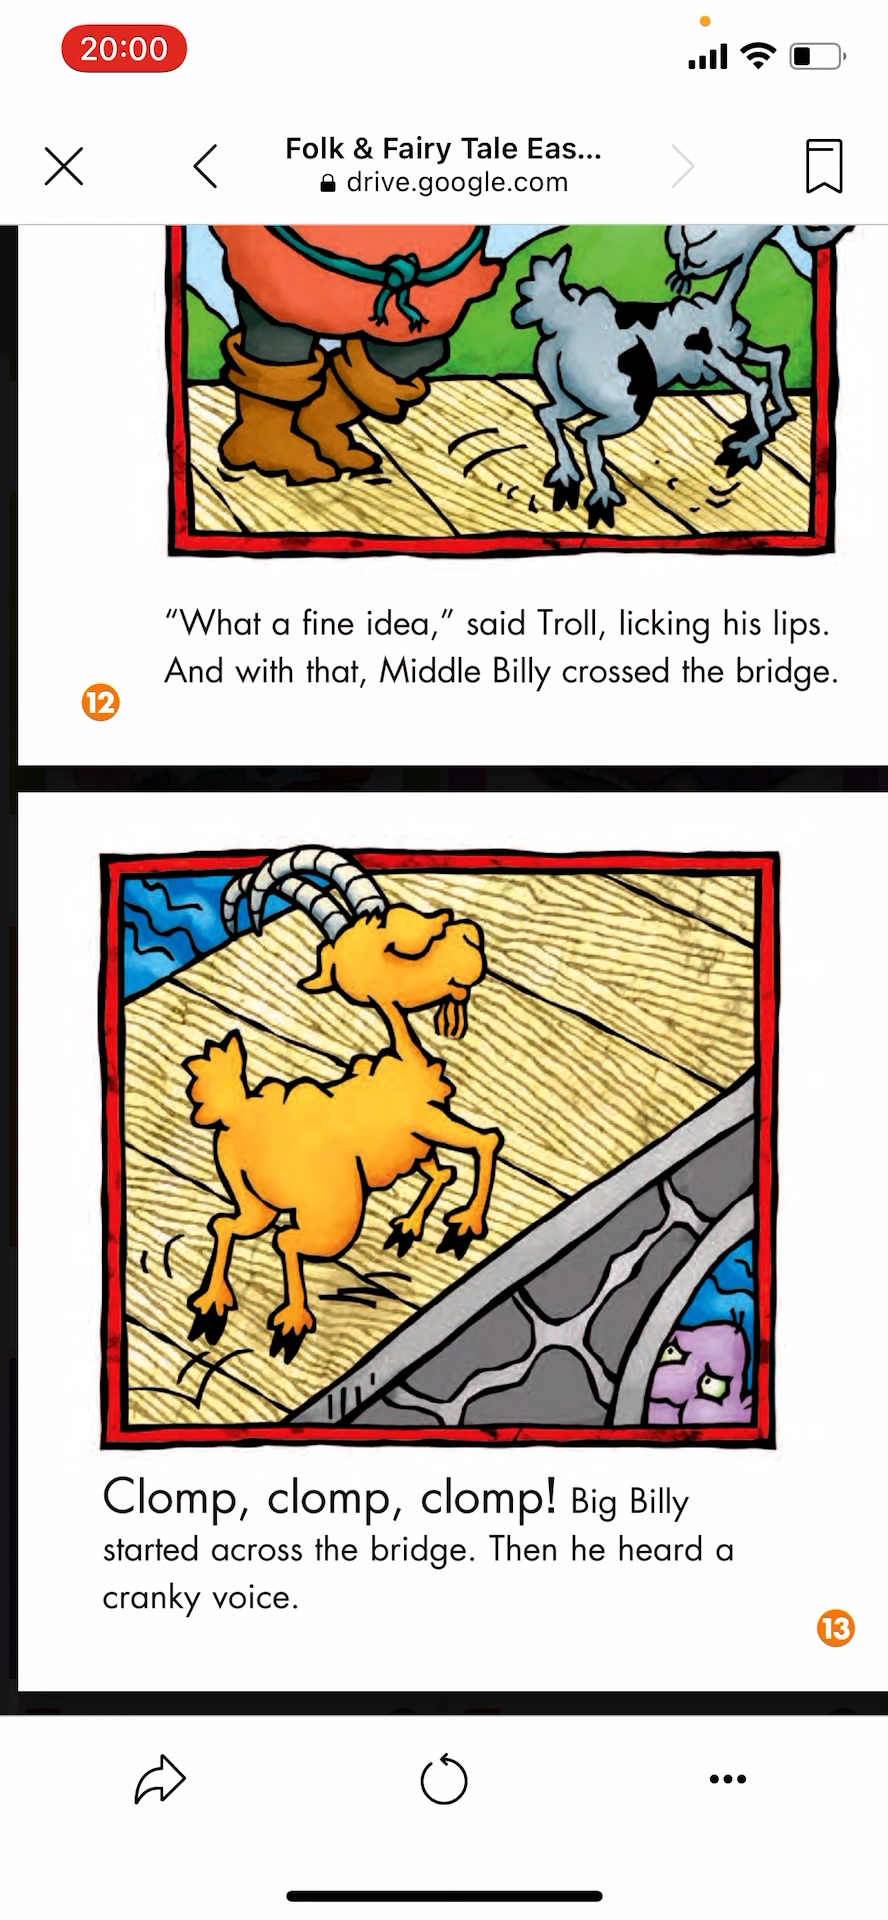 20:00
Folk & Fairy Tale Eas...
drive.google.com
“What a fine idea,” said Troll, licking his lips.
And with that, Middle Billy crossed the bridge.
12
Clomp, clomp, clomp! Big Billy
started across the bridge. Then he heard a
cranky voice.
13